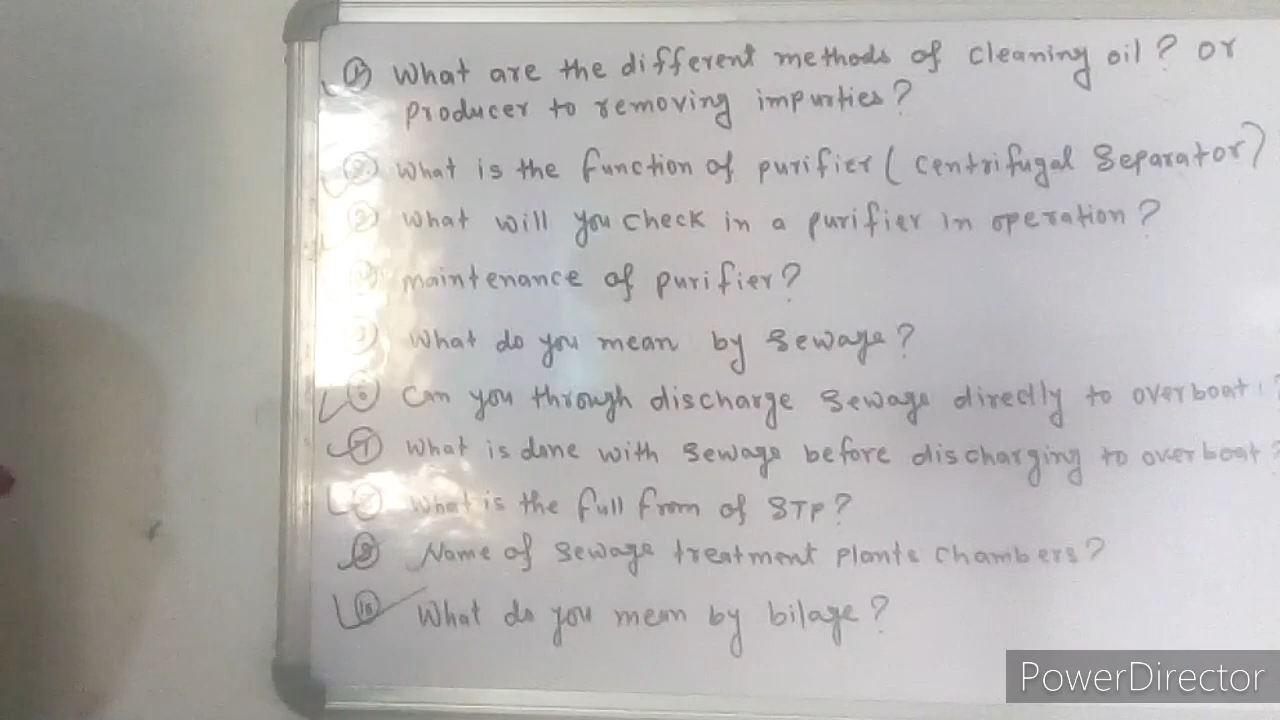 ① What are the different methods of cleaning oil? or
Producer to removing impurties?
② What is the function of purifier (centrifugal Separator)
③ What will you check in a purifier in operation?
④ maintenance of purifier?
⑤ What do you mean by Sewage?
⑥ Can you through discharge Sewage directly to overboat?
⑦ What is done with Sewage before discharging to overboat?
What is the full from of STP?
Name of Sewage treatment plants chambers?
⑩ What do you mean by bilage?
PowerDirector